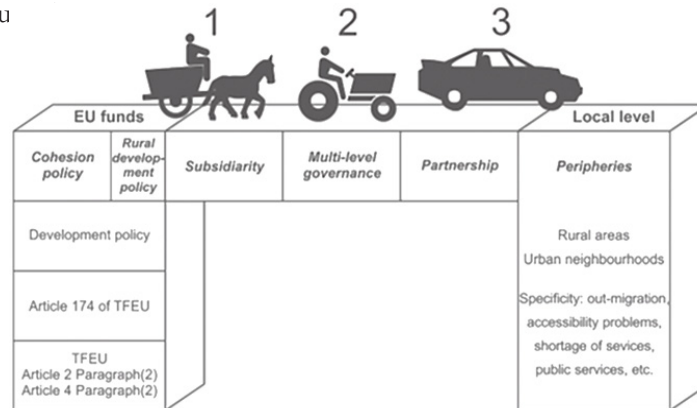 u
1
2
3
EU funds
Local level
Cohesion
policy
Rural
develop-
ment
policy
Subsidiarity
Multi-level
governance
Partnership
Peripheries
Development policy
Article 174 of TFEU
TFEU
Article 2 Paragraph(2)
Article 4 Paragraph(2)
Rural areas
Urban neighbourhoods
Specificity: out-migration,
accessibility problems,
shortage of sevices,
public services, etc.